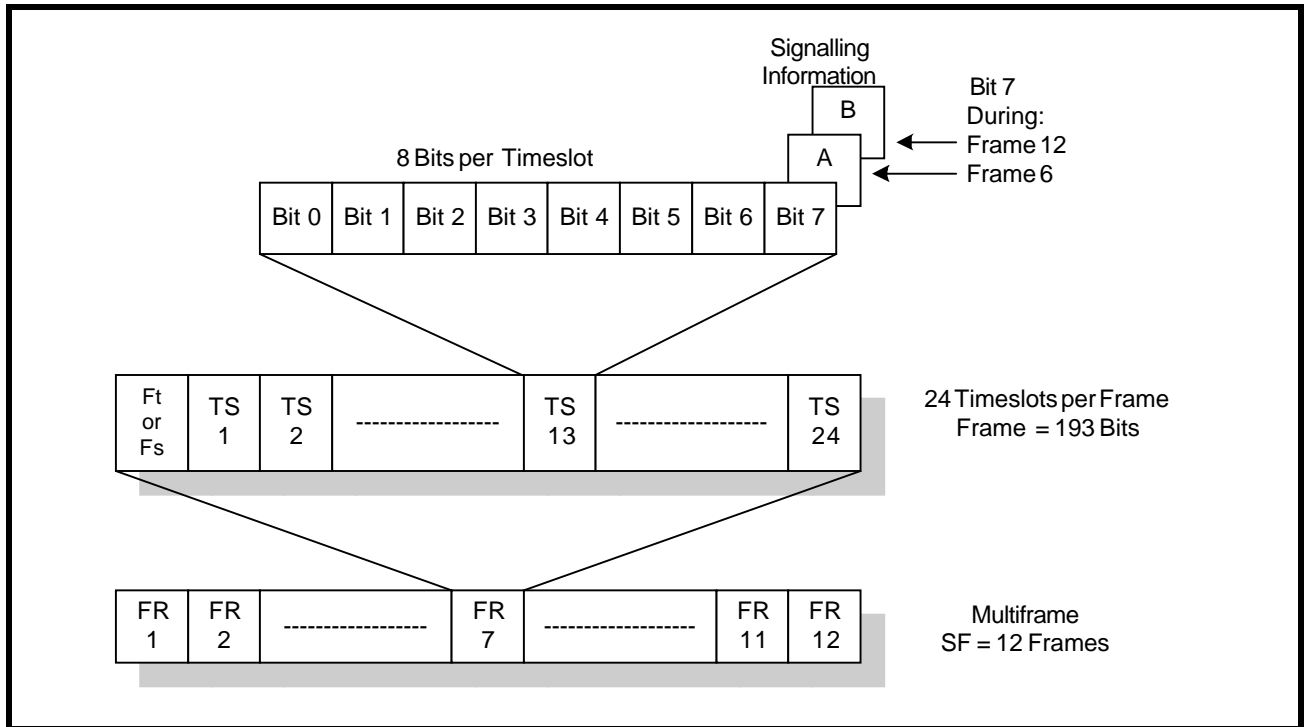 Signalling
Information
B
A
Bit 7
During:
Frame 12
Frame 6
8 Bits per Timeslot
Bit 0 Bit 1 Bit 2 Bit 3 Bit 4 Bit 5 Bit 6 Bit 7
Ft
or
Fs
TS
1
TS
2
-------------------
TS
13
-------------------
TS
24
24 Timeslots per Frame
Frame = 193 Bits
FR
1
FR
2
-------------------
FR
7
--------------------
FR
11
FR
12
Multiframe
SF = 12 Frames